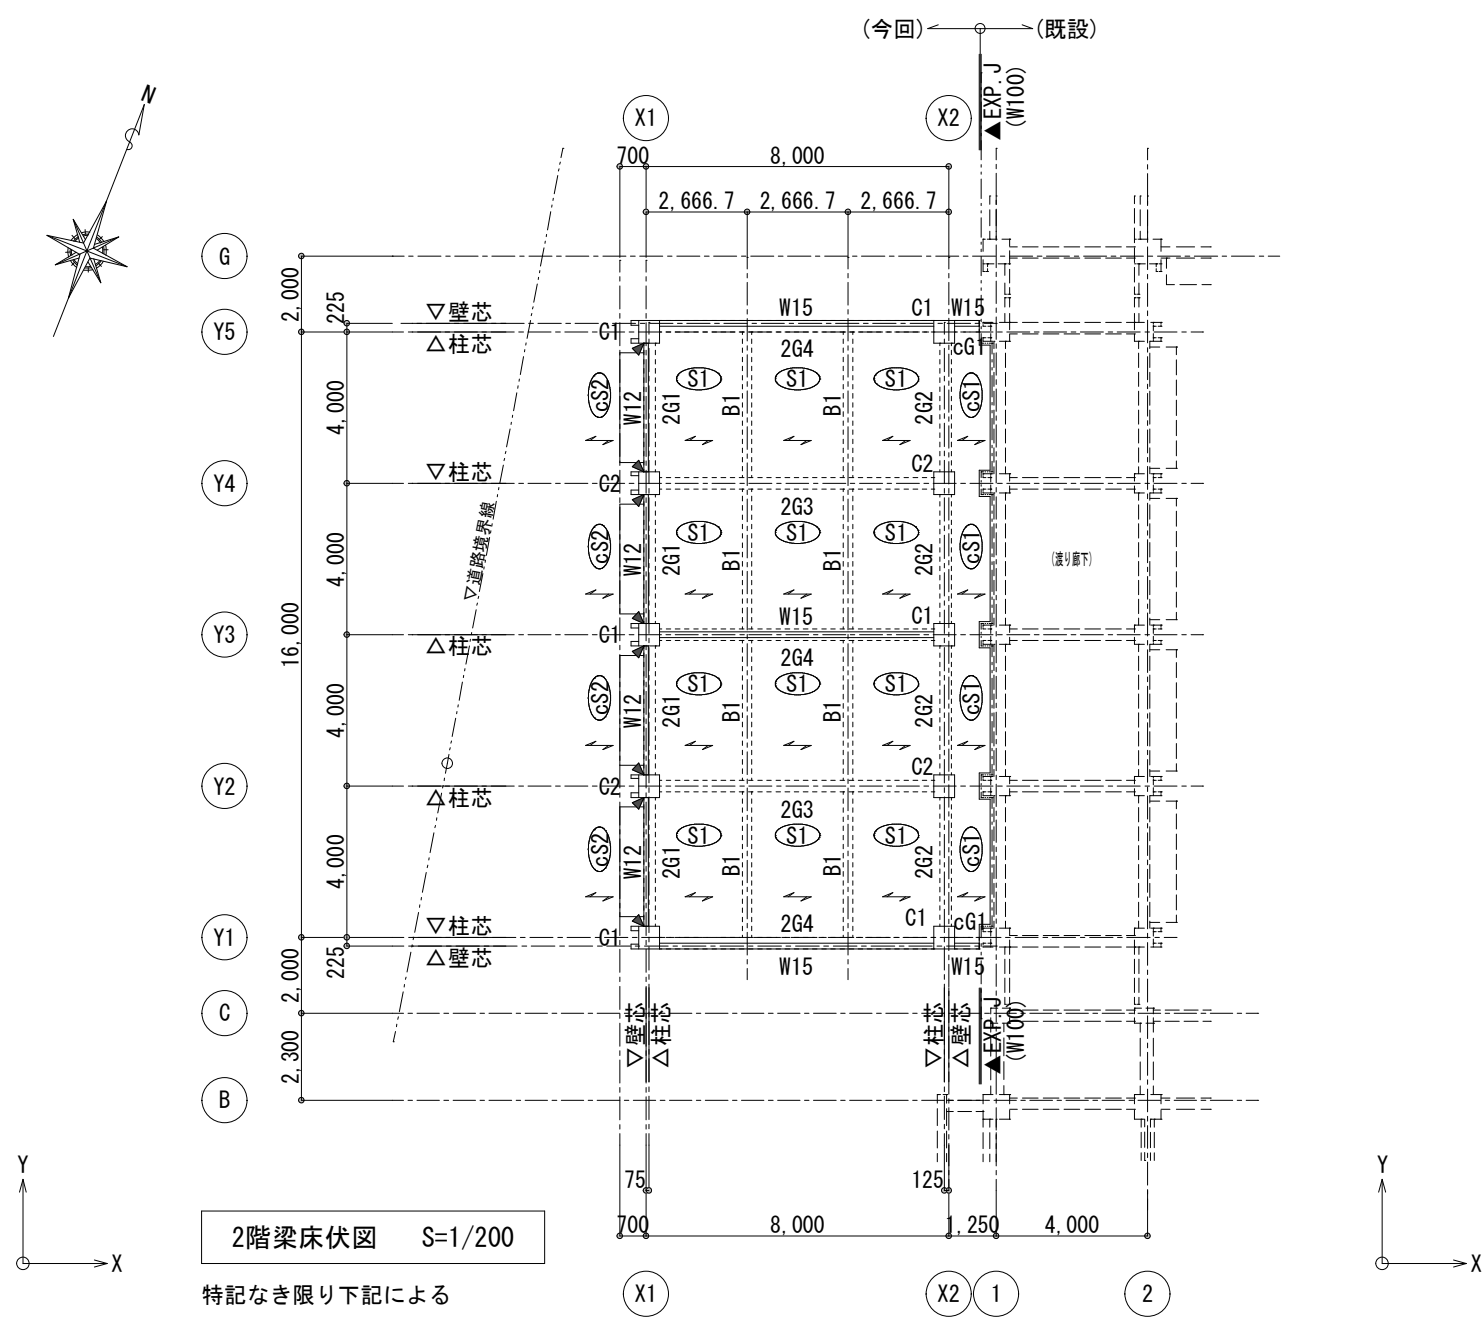 (今回) (既設)
▲EXP.J
(W100)
N
X1 X2
700 8,000
2,666.7 2,666.7 2,666.7
G
2,000
225
▽壁芯
W15 C1 W15
Y5
C1
△柱芯
2G4 cG1
S1 S1 S1
cS2 W12 2G1 B1 B1 2G2 cS1
4,000
▽柱芯
C2
Y4
C2
2G3
▽道路境界線
S1 S1 S1
cS2 W12 2G1 B1 B1 2G2 cS1
(渡り廊下)
4,000
16,000
W15 C1
Y3
C1
△柱芯
2G4
S1 S1 S1
cS2 W12 2G1 B1 B1 2G2 cS1
4,000
C2
Y2
C2
△柱芯
2G3
S1 S1 S1
cS2 W12 2G1 B1 B1 2G2 cS1
4,000
▽柱芯
C1 cG1
2G4
Y1
C1
△壁芯
225
W15 W15
2,000
C
▽壁芯
△柱芯
▽柱芯
△壁芯
▲EXP.J
(W100)
2,300
B
75 125
Y Y
700 8,000 1,250 4,000
2階梁床伏図 S=1/200
X X
特記なき限り下記による
X1 X2 1 2